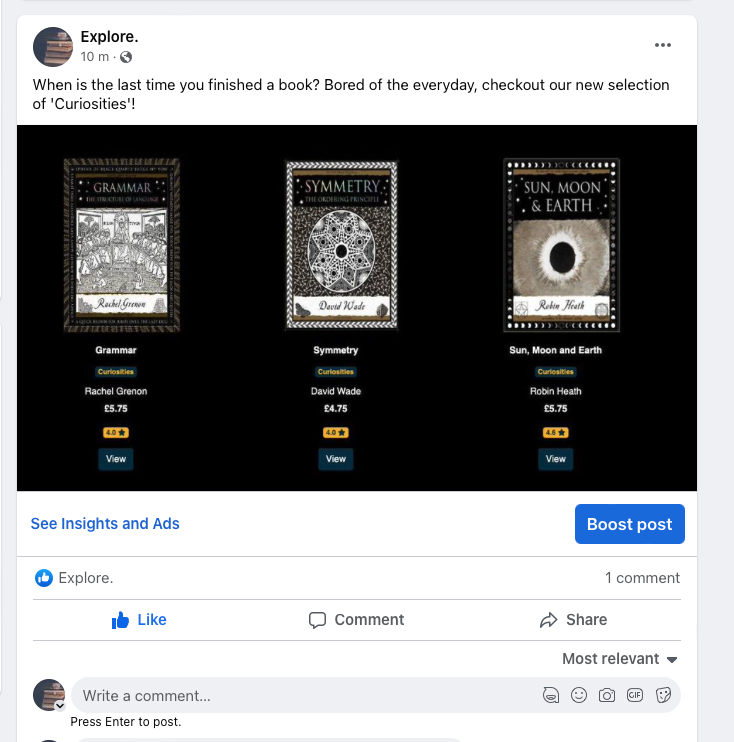 Explore.
10 m ·
When is the last time you finished a book? Bored of the everyday, checkout our new selection
of 'Curiosities'!
GRAMMAR
THE STRUCTURE OF LANGUAGE
Rachel Grenon
SYMMETRY
THE ORDERING PRINCIPLE
David Wade
SUN, MOON
& EARTH
Robin Heath
Grammar
Curiosities
Rachel Grenon
£5.75
4.0
View
Symmetry
Curiosities
David Wade
£4.75
4.0
View
Sun, Moon and Earth
Curiosities
Robin Heath
£5.75
4.6
View
See Insights and Ads
Boost post
Explore.
1 comment
Like
Comment
Share
Most relevant
Write a comment...
GIF
Press Enter to post.